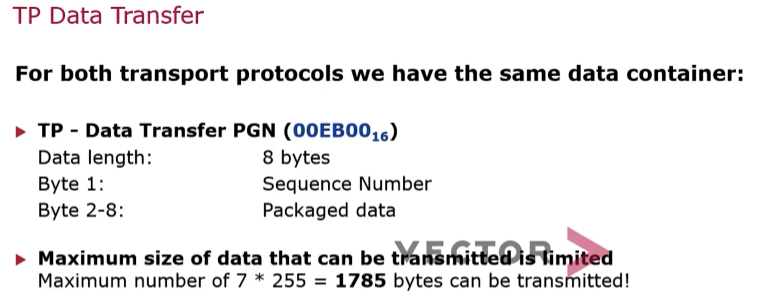 TP Data Transfer
For both transport protocols we have the same data container:
▶ TP - Data Transfer PGN (00EB00₁₆)
Data length: 8 bytes
Byte 1: Sequence Number
Byte 2-8: Packaged data
VECTOR
▶ Maximum size of data that can be transmitted is limited
Maximum number of 7 * 255 = 1785 bytes can be transmitted!